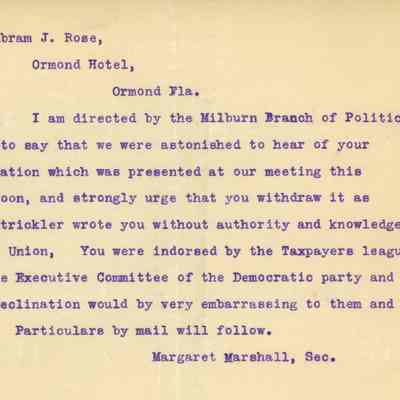 bram J. Rose,
Ormond Hotel,
Ormond Fla.
I am directed by the Milburn Branch of Politic
to say that we were astonished to hear of your
ation which was presented at our meeting this
oon, and strongly urge that you withdraw it as
trickler wrote you without authority and knowledge
Union, You were indorsed by the Taxpayers leagu
e Executive Committee of the Democratic party and
eclination would by very embarrassing to them and
Particulars by mail will follow.
Margaret Marshall, Sec.